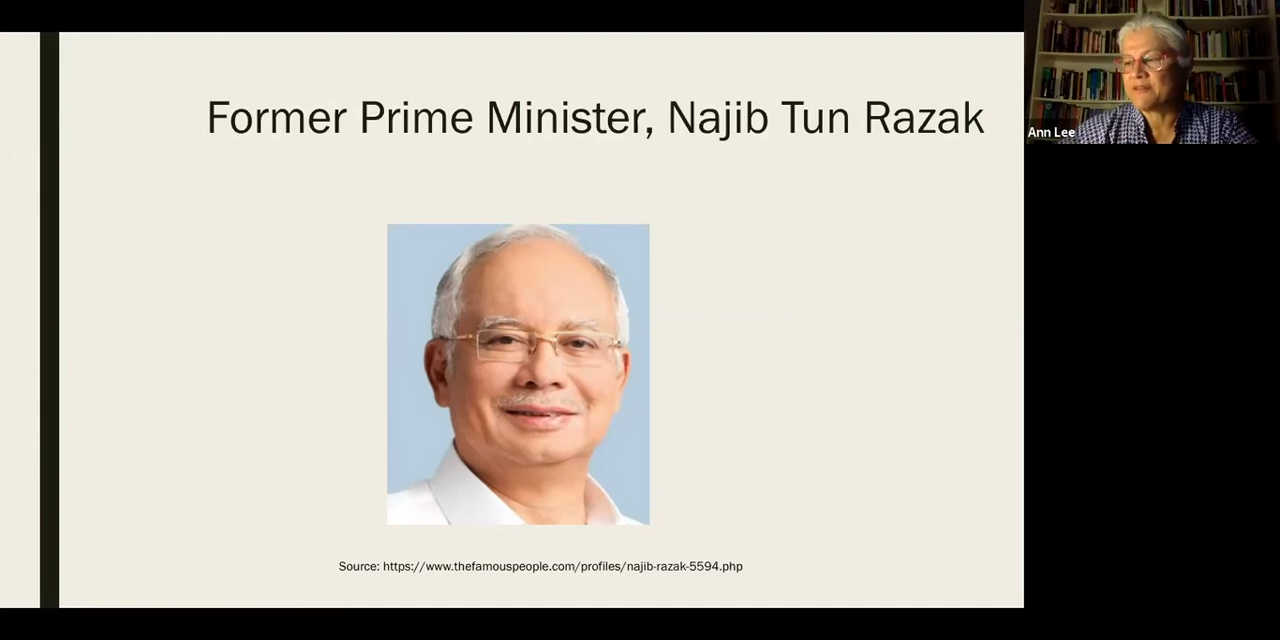 Former Prime Minister, Najib Tun Razak
Ann Lee
Source: https://www.thefamouspeople.com/profiles/najib-razak-5594.php